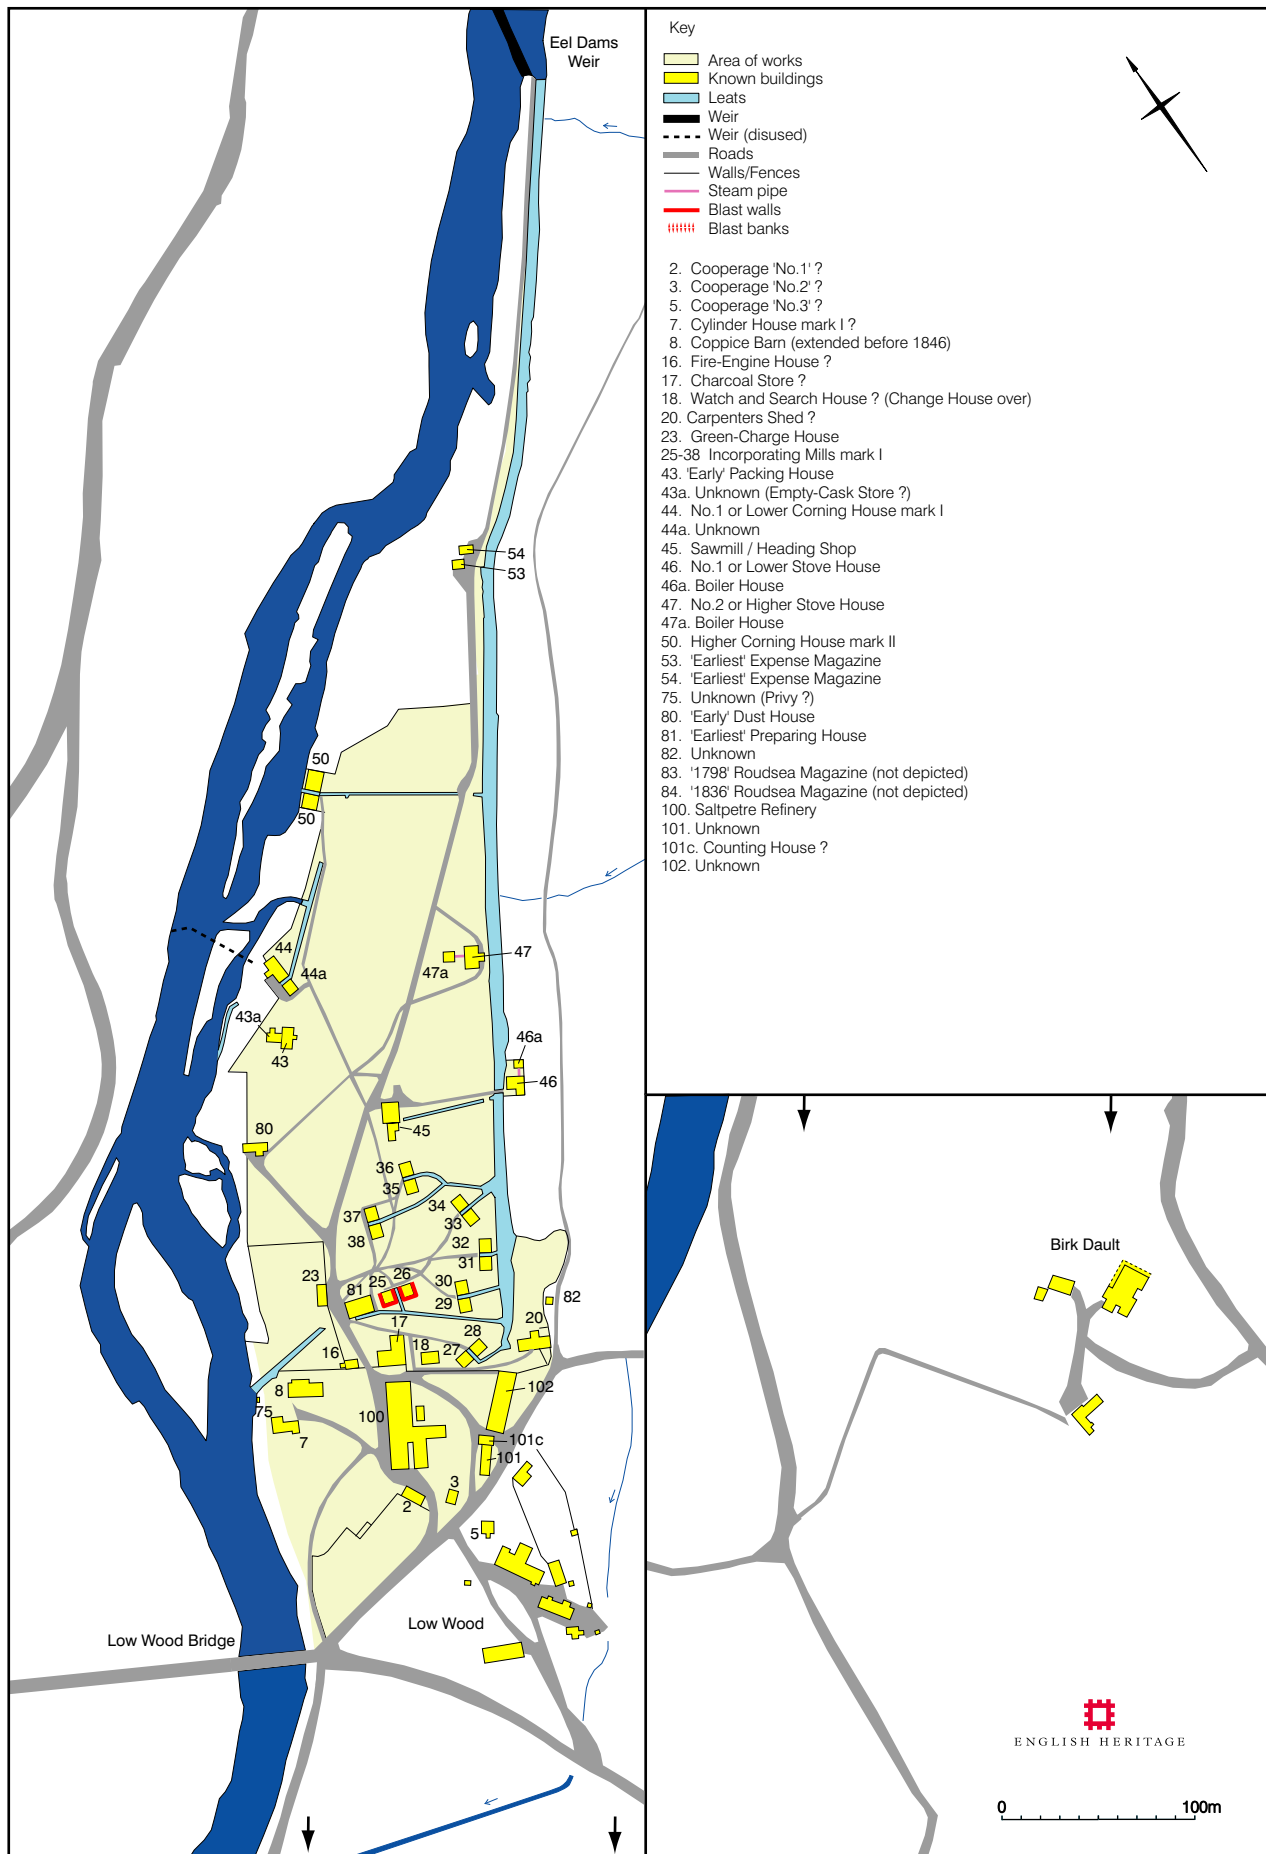 Eel Dams
Weir
54
53
50
50
44
44a
47
47a
43a
43
46a
46
45
80
36
35
34
33
37
38
32
31
30
29
23
81
25
26
82
17
20
28
27
18
16
8
75
7
100
102
101c
101
2
3
5
Low Wood
Low Wood Bridge
Key
Area of works
Known buildings
Leats
Weir
Weir (disused)
Roads
Walls/Fences
Steam pipe
Blast walls
Blast banks
2. Cooperage 'No.1' ?
3. Cooperage 'No.2' ?
5. Cooperage 'No.3' ?
7. Cylinder House mark I ?
8. Coppice Barn (extended before 1846)
16. Fire-Engine House ?
17. Charcoal Store ?
18. Watch and Search House ? (Change House over)
20. Carpenters Shed ?
23. Green-Charge House
25-38 Incorporating Mills mark I
43. 'Early' Packing House
43a. Unknown (Empty-Cask Store ?)
44. No.1 or Lower Corning House mark I
44a. Unknown
45. Sawmill / Heading Shop
46. No.1 or Lower Stove House
46a. Boiler House
47. No.2 or Higher Stove House
47a. Boiler House
50. Higher Corning House mark II
53. 'Earliest' Expense Magazine
54. 'Earliest' Expense Magazine
75. Unknown (Privy ?)
80. 'Early' Dust House
81. 'Earliest' Preparing House
82. Unknown
83. '1798' Roudsea Magazine (not depicted)
84. '1836' Roudsea Magazine (not depicted)
100. Saltpetre Refinery
101. Unknown
101c. Counting House ?
102. Unknown
Birk Dault
ENGLISH HERITAGE
0 100m